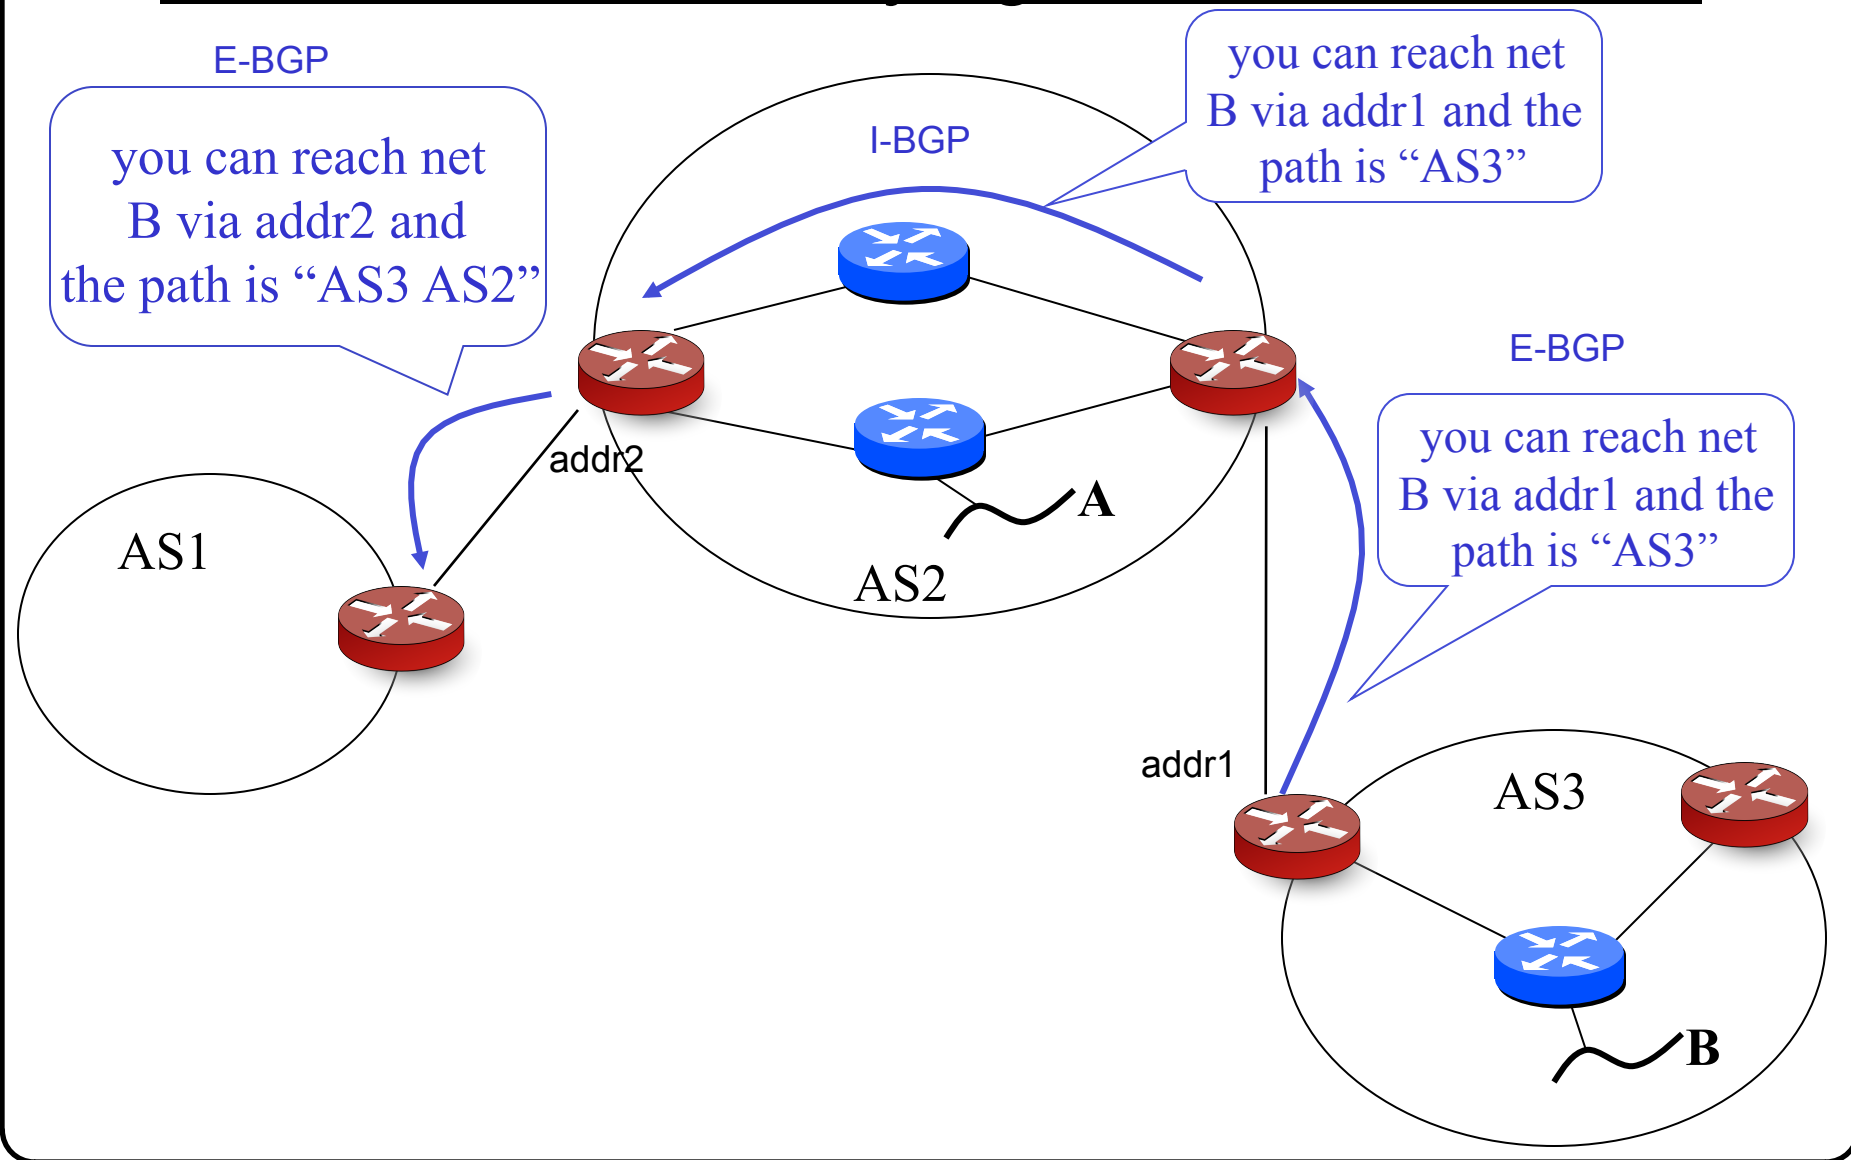 E-BGP
you can reach net
B via addr2 and
the path is “AS3 AS2”
I-BGP
you can reach net
B via addr1 and the
path is “AS3”
E-BGP
you can reach net
B via addr1 and the
path is “AS3”
addr2
A
AS1
AS2
addr1
AS3
B